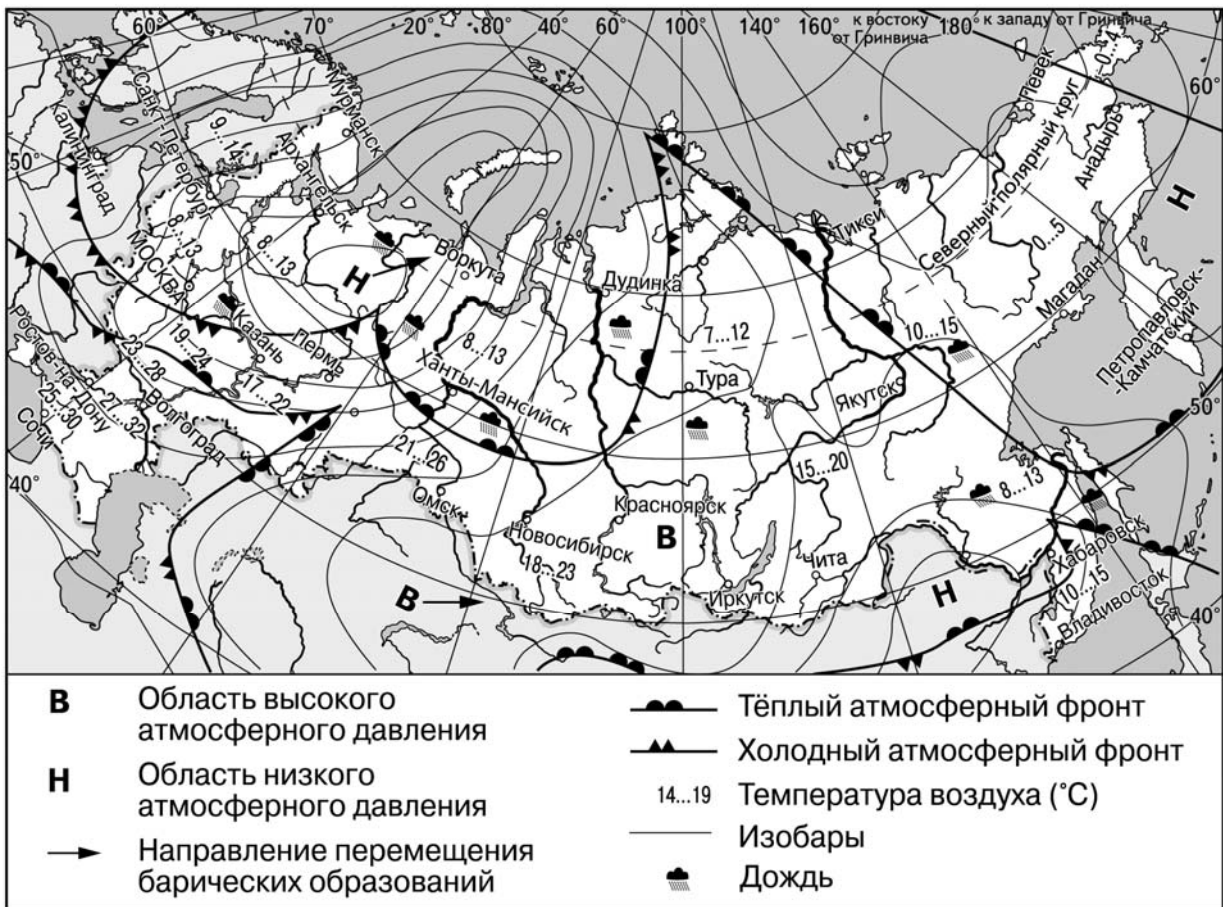 60°
70°
80°
20°
40°
60°
100°
140°
120°
160°
к востоку
от Гринвича
180°
к западу от Гринвича
60°
50°
40°
50°
40°
Мурманск
Санкт-Петербург
Калининград
Архангельск
9...14
8...13
8...13
МОСКВА
Н
Воркута
Дудинка
Тикси
Певек
0...4
Северный полярный круг
Анадырь
Н
0...5
Магадан
Петропавловск-
-Камчатский
Казань
Пермь
19...24
17...22
23...28
Ростов-на-Дону
Волгоград
25...30
27...32
Сочи
8...13
Ханты-Мансийск
7...12
Тура
10...15
Якутск
21...26
Омск
15...20
8...13
Красноярск
В
Новосибирск
18...23
Иркутск
Чита
Хабаровск
10...15
Владивосток
В
Н
В Область высокого
атмосферного давления
Н Область низкого
атмосферного давления
Направление перемещения
барических образований
Тёплый атмосферный фронт
Холодный атмосферный фронт
14...19 Температура воздуха (°С)
Изобары
Дождь